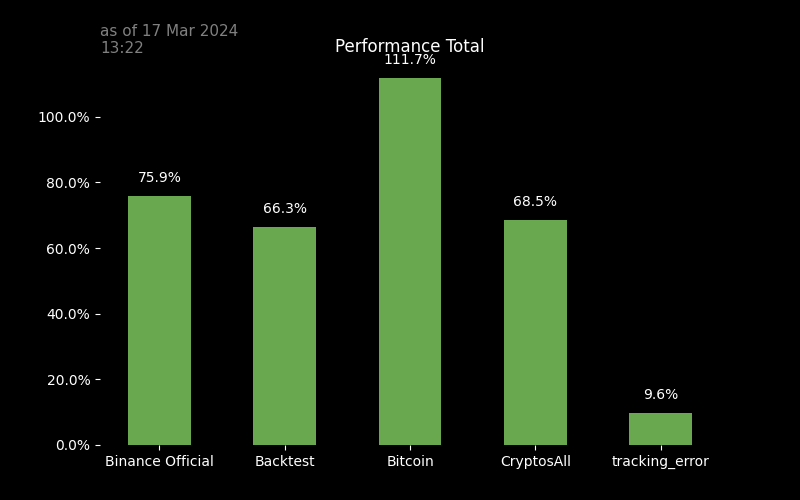 as of 17 Mar 2024
13:22
Performance Total
111.7%
100.0%
80.0%
75.9%
68.5%
66.3%
60.0%
40.0%
20.0%
9.6%
0.0%
Binance Official
Backtest
Bitcoin
CryptosAll
tracking_error